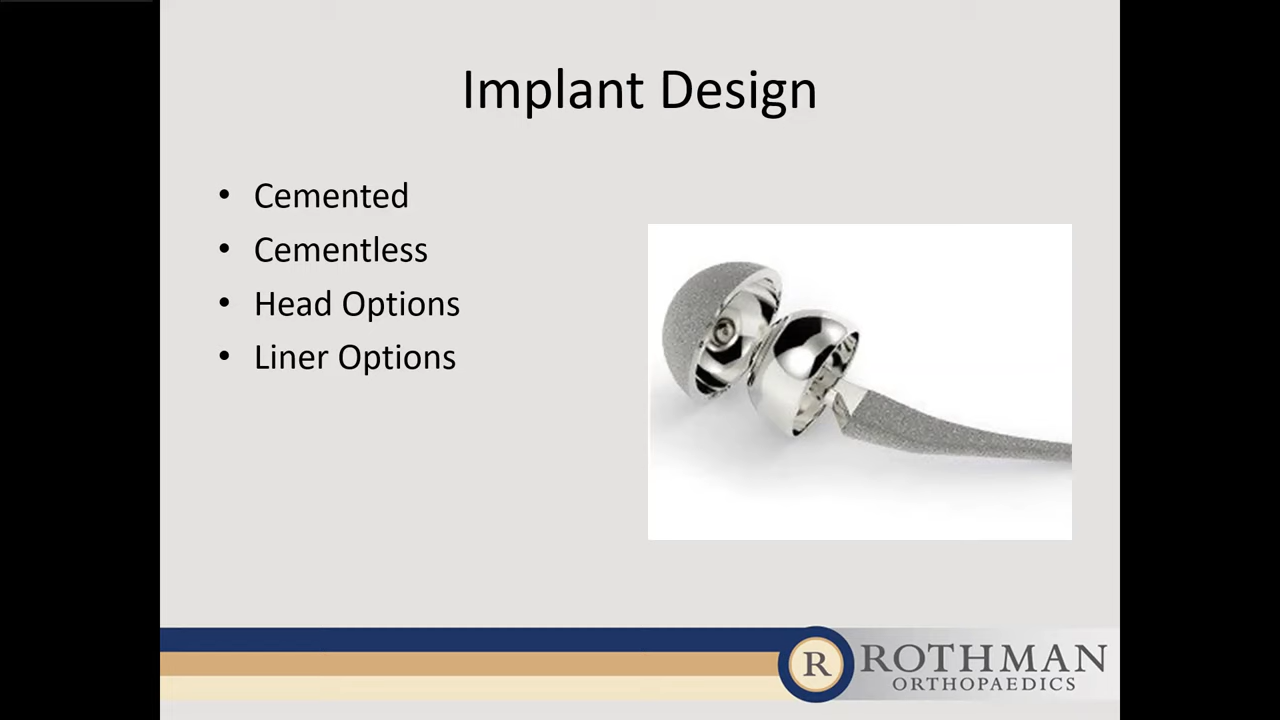 Implant Design
• Cemented
• Cementless
• Head Options
• Liner Options
R ROTHMAN
ORTHOPAEDICS